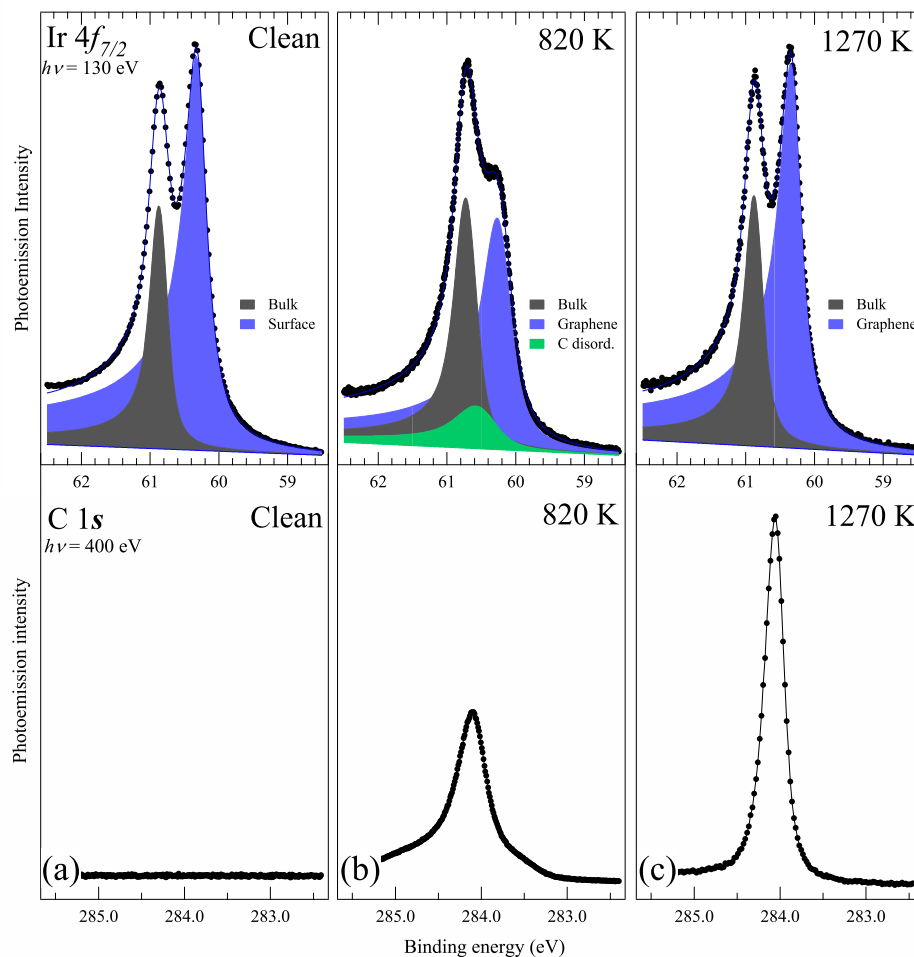 Ir 4f7/2 Clean
hν = 130 eV
Bulk
Surface
820 K
Bulk
Graphene
C disord.
1270 K
Bulk
Graphene
Photoemission Intensity
62 61 60 59
62 61 60 59
62 61 60 59
C 1s Clean
hν = 400 eV
820 K
1270 K
Photoemission intensity
(a)
(b)
(c)
285.0 284.0 283.0
285.0 284.0 283.0
285.0 284.0 283.0
Binding energy (eV)